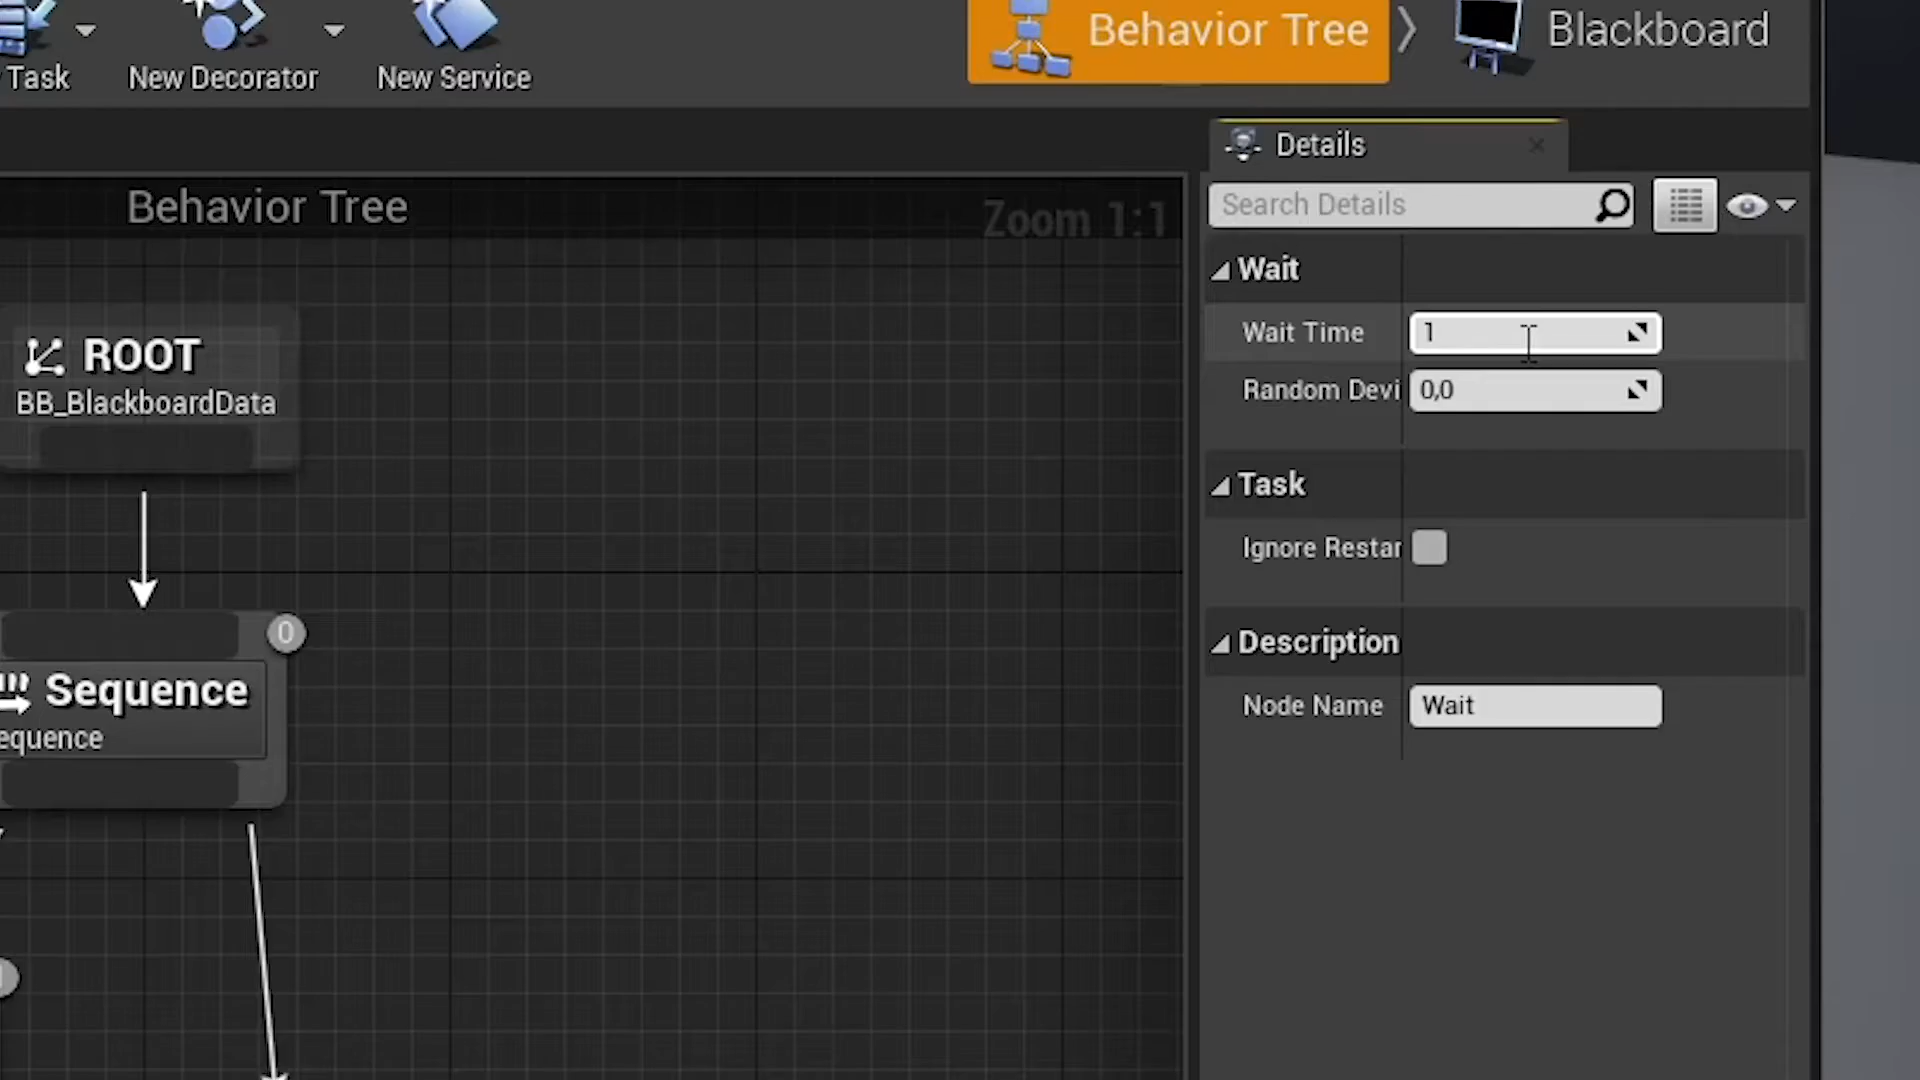 Task
New Decorator
New Service
Behavior Tree
Blackboard
Details
Search Details
Behavior Tree
Zoom 1:1
Wait
Wait Time
1
Random Devi
0,0
ROOT
BB_BlackboardData
Task
Ignore Restar
0
Description
Sequence
equence
Node Name
Wait